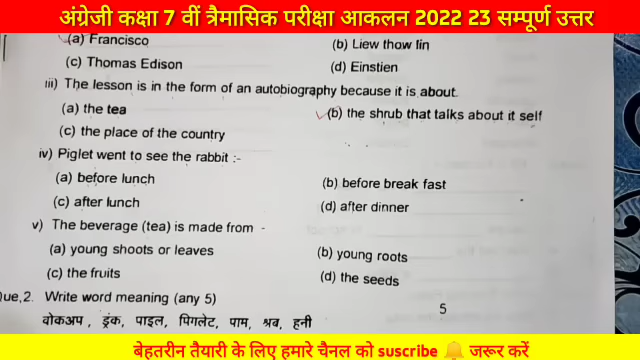 अंग्रेजी कक्षा 7 वीं त्रैमासिक परीक्षा आकलन 2022 23 सम्पूर्ण उत्तर
(a) Francisco (b) Liew thow lin
(c) Thomas Edison (d) Einstien
iii) The lesson is in the form of an autobiography because it is about.
(a) the tea (b) the shrub that talks about it self
(c) the place of the country
iv) Piglet went to see the rabbit :-
(a) before lunch (b) before break fast
(c) after lunch (d) after dinner
v) The beverage (tea) is made from -
(a) young shoots or leaves (b) young roots
(c) the fruits (d) the seeds
Que,2. Write word meaning (any 5) 5
वोकअप , ड्रंक, पाइल, पिगलेट, पाम, श्रब, हनी
बेहतरीन तैयारी के लिए हमारे चैनल को suscribe 🔔 जरूर करें